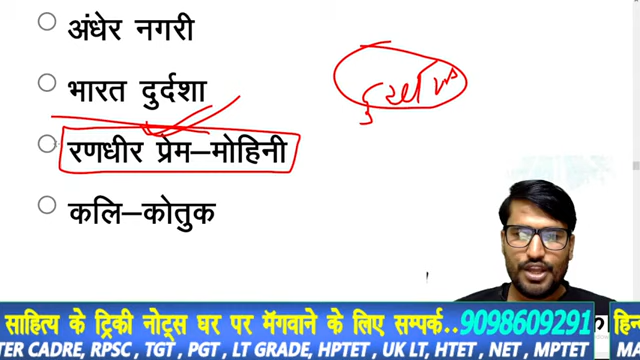 अंधेर नगरी
भारत दुर्दशा
रणधीर प्रेम–मोहिनी
कलि–कोतुक
साहित्य के ट्रिकी नोट्स घर पर मँगवाने के लिए सम्पर्क..9098609291 हिन्
TER CADRE, RPSC , TGT , PGT , LT GRADE, HPTET , UK LT, HTET , NET , MPTET